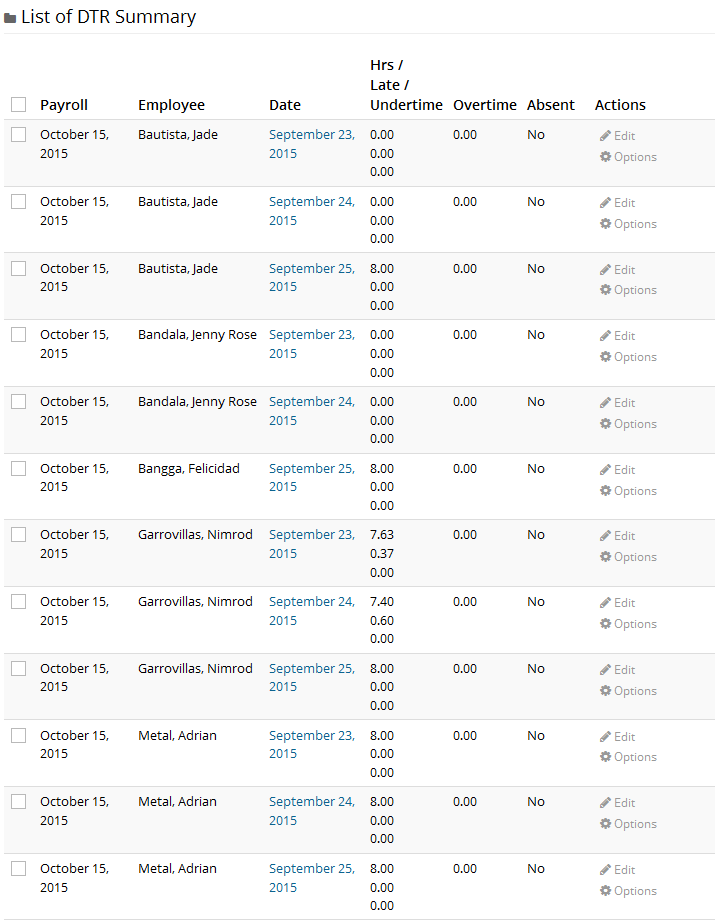 List of DTR Summary
Hrs /
Late /
Payroll Employee Date Undertime Overtime Absent Actions
October 15, Bautista, Jade September 23, 0.00 0.00 No Edit
2015 2015 0.00 Options
0.00
October 15, Bautista, Jade September 24, 0.00 0.00 No Edit
2015 2015 0.00 Options
0.00
October 15, Bautista, Jade September 25, 8.00 0.00 No Edit
2015 2015 0.00 Options
0.00
October 15, Bandala, Jenny Rose September 23, 0.00 0.00 No Edit
2015 2015 0.00 Options
0.00
October 15, Bandala, Jenny Rose September 24, 0.00 0.00 No Edit
2015 2015 0.00 Options
0.00
October 15, Bangga, Felicidad September 25, 8.00 0.00 No Edit
2015 2015 0.00 Options
0.00
October 15, Garrovillas, Nimrod September 23, 7.63 0.00 No Edit
2015 2015 0.37 Options
0.00
October 15, Garrovillas, Nimrod September 24, 7.40 0.00 No Edit
2015 2015 0.60 Options
0.00
October 15, Garrovillas, Nimrod September 25, 8.00 0.00 No Edit
2015 2015 0.00 Options
0.00
October 15, Metal, Adrian September 23, 8.00 0.00 No Edit
2015 2015 0.00 Options
0.00
October 15, Metal, Adrian September 24, 8.00 0.00 No Edit
2015 2015 0.00 Options
0.00
October 15, Metal, Adrian September 25, 8.00 0.00 No Edit
2015 2015 0.00 Options
0.00